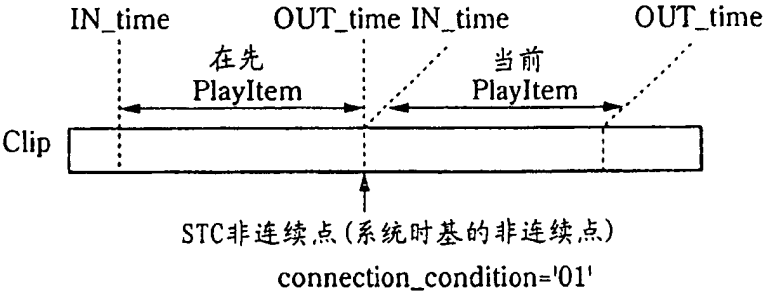 IN_time OUT_time IN_time OUT_time
在先 当前
PlayItem PlayItem
Clip
STC非连续点(系统时基的非连续点)
connection_condition='01'